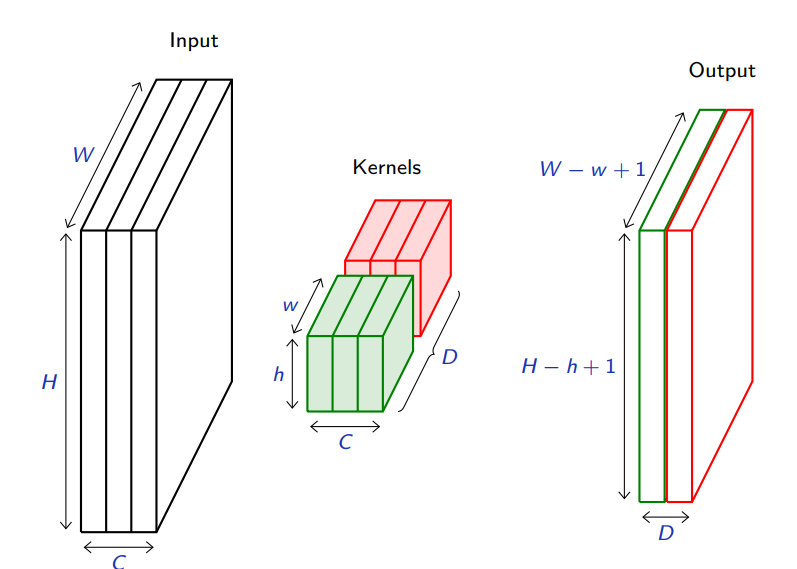 Input
W
H
C
Kernels
w
h
C
D
Output
W − w + 1
H − h + 1
D